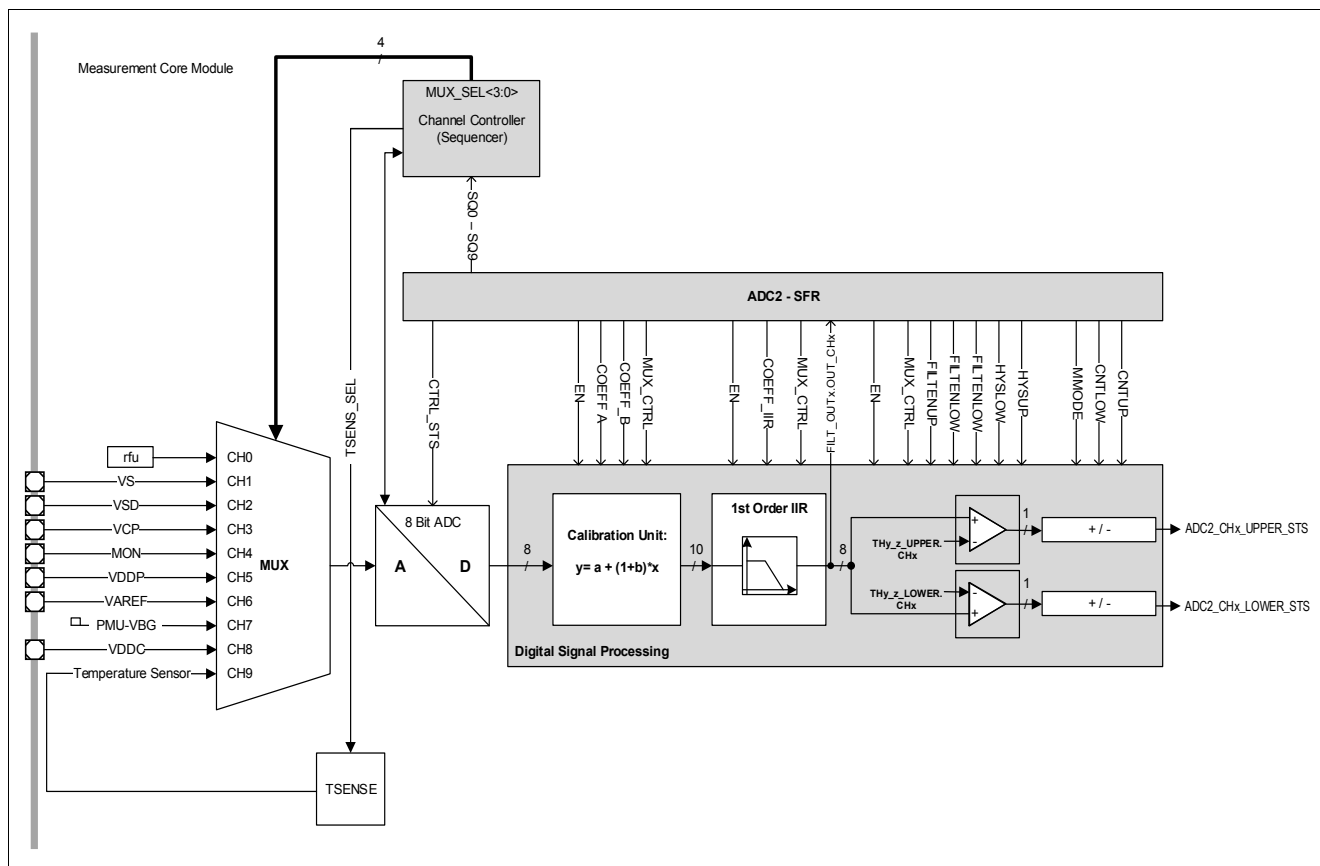 4
Measurement Core Module
MUX_SEL<3:0>
Channel Controller
(Sequencer)
SQ0 – SQ9
ADC2 - SFR
TSENS_SEL
CTRL_STS
EN
COEFF A
COEFF_B
MUX_CTRL
EN
COEFF_IIR
MUX_CTRL
FILT_OUTx.OUT_CHx
EN
MUX_CTRL
FILTENUP
FILTENLOW
FILTENLOW
HYSLOW
HYSUP
MMODE
CNTLOW
CNTUP
rfu
CH0
VS
CH1
VSD
CH2
VCP
CH3
MON
CH4
VDDP
CH5
VAREF
CH6
PMU-VBG
CH7
VDDC
CH8
Temperature Sensor
CH9
MUX
8 Bit ADC
A
D
8
Calibration Unit:
y= a + (1+b)*x
10
1st Order IIR
8
+
-
THy_z_UPPER.
CHx
1
+ / -
ADC2_CHx_UPPER_STS
THy_z_LOWER.
CHx
-
+
1
+ / -
ADC2_CHx_LOWER_STS
Digital Signal Processing
TSENSE